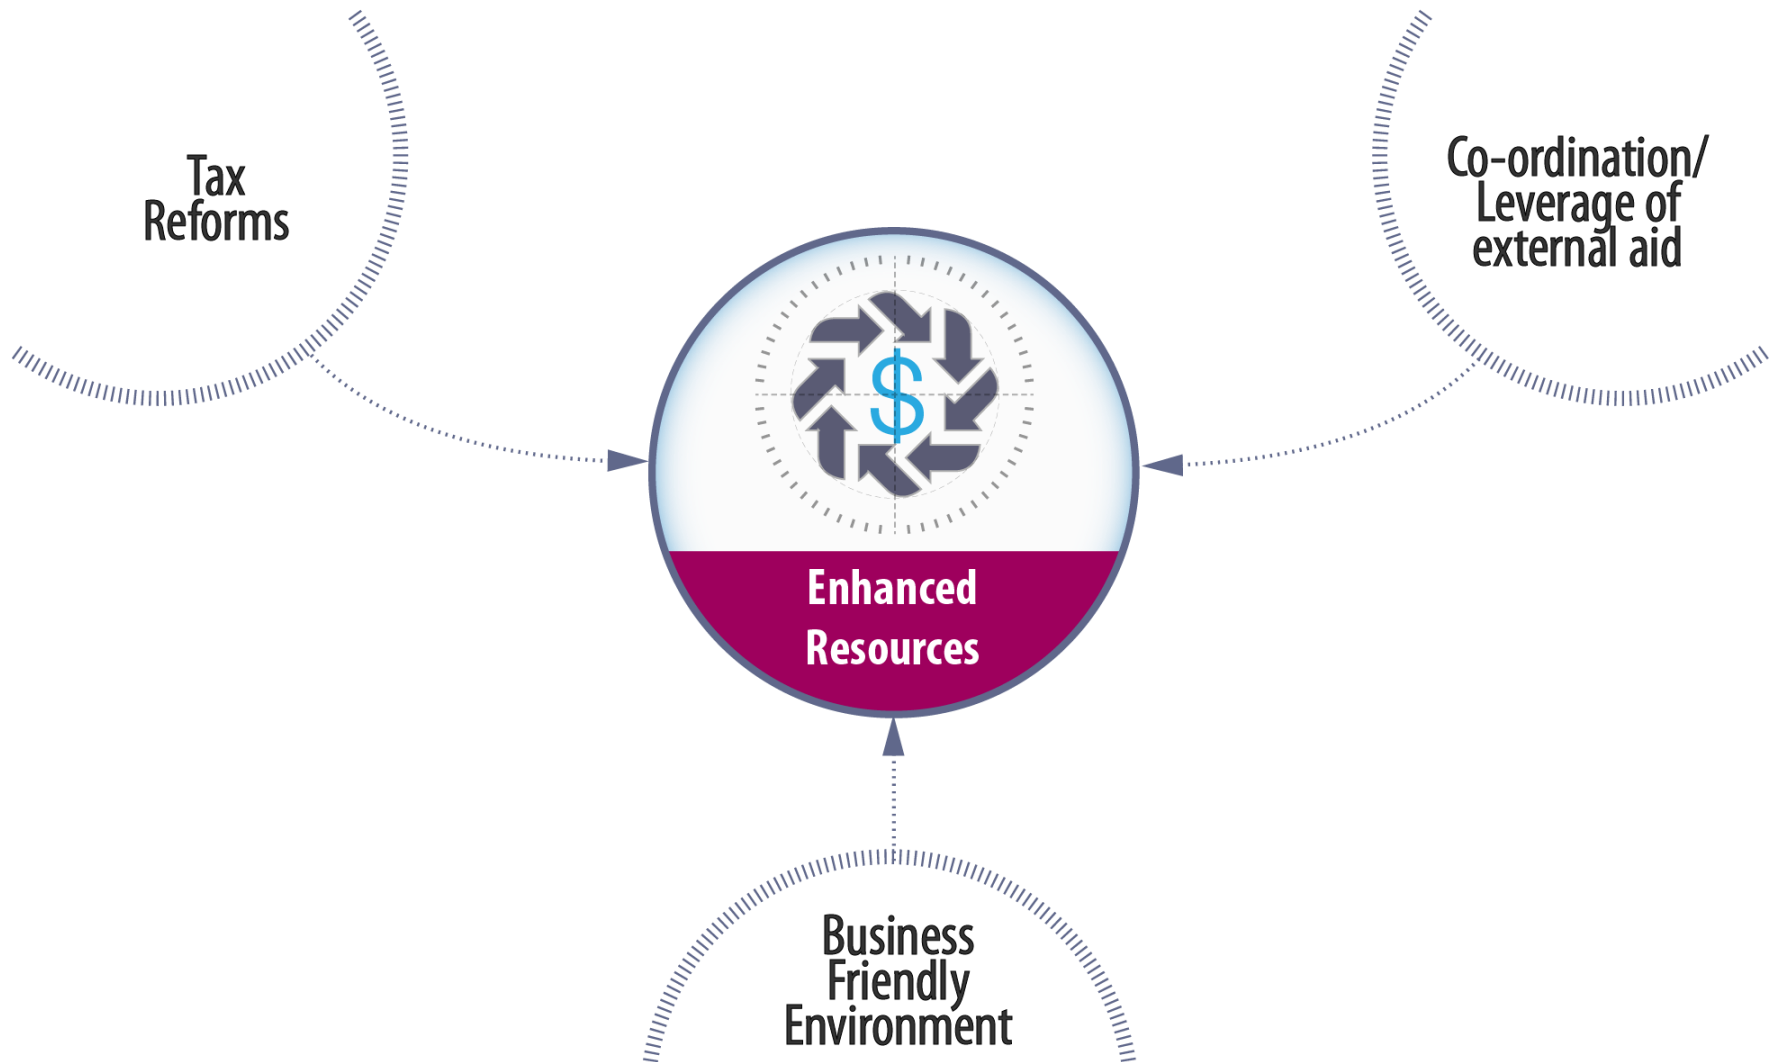 Tax
Reforms
Co-ordination/
Leverage of
external aid
$
Enhanced
Resources
Business
Friendly
Environment